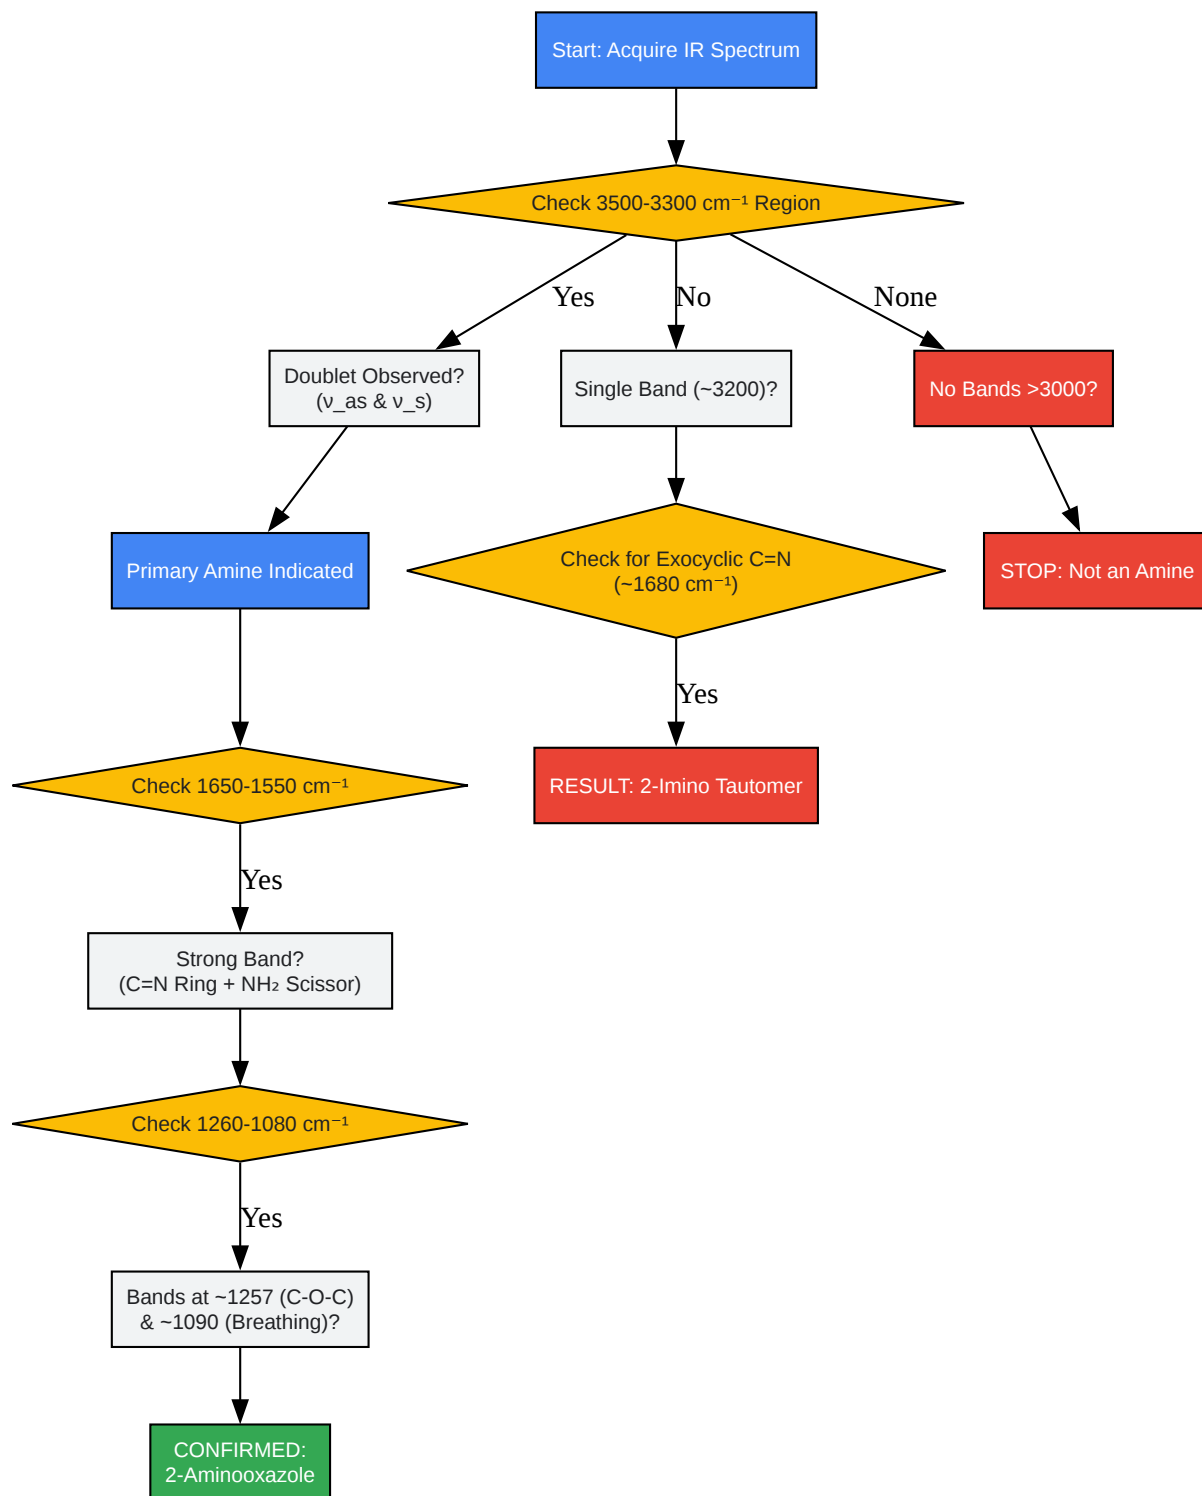 Start: Acquire IR Spectrum
Check 3500-3300 cm⁻¹ Region
Yes
No
None
Doublet Observed?
(ν_as & ν_s)
Single Band (~3200)?
No Bands >3000?
Primary Amine Indicated
Check for Exocyclic C=N
(~1680 cm⁻¹)
STOP: Not an Amine
Yes
Check 1650-1550 cm⁻¹
RESULT: 2-Imino Tautomer
Yes
Strong Band?
(C=N Ring + NH₂ Scissor)
Check 1260-1080 cm⁻¹
Yes
Bands at ~1257 (C-O-C)
& ~1090 (Breathing)?
CONFIRMED:
2-Aminooxazole